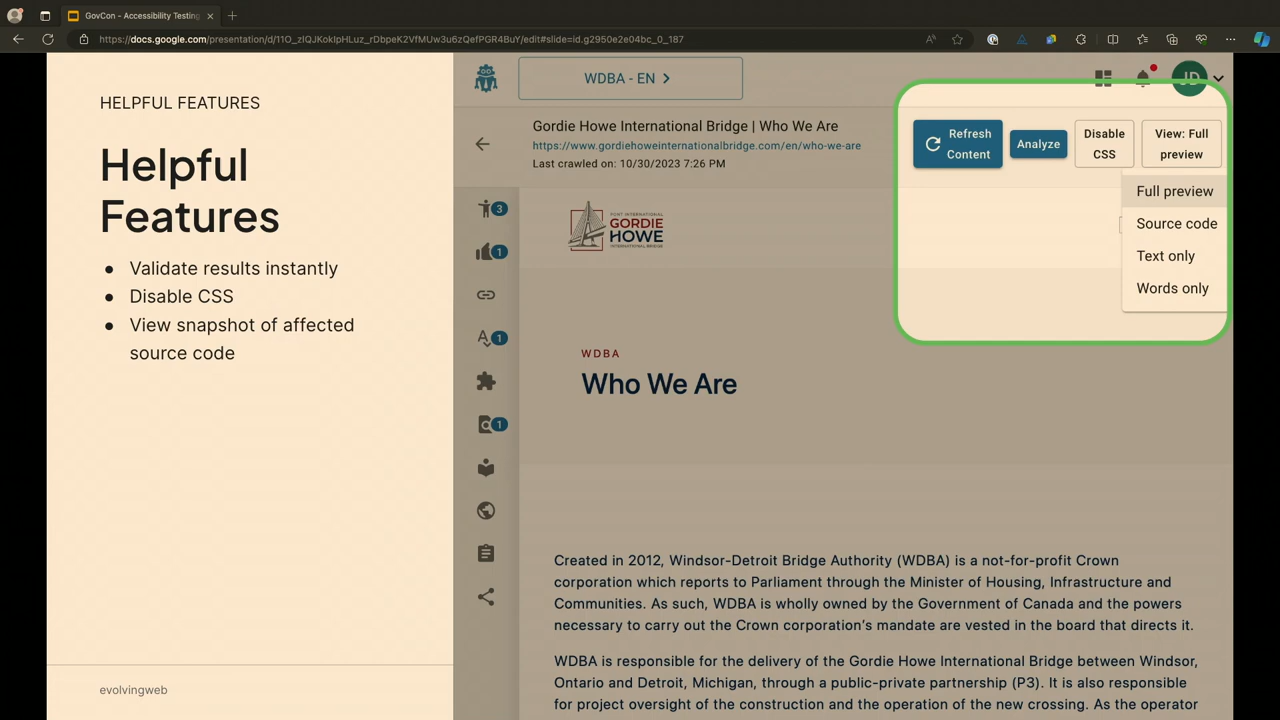 GovCon - Accessibility Testing
https://docs.google.com/presentation/d/11O_zIQJKokIpHLuz_rDbpeK2VfMUw3u6zQefPGR4BuY/edit#slide=id.g2950e2e04bc_0_187
HELPFUL FEATURES
Helpful
Features
● Validate results instantly
● Disable CSS
● View snapshot of affected
source code
evolvingweb
WDBA - EN
JD
Gordie Howe International Bridge | Who We Are
https://www.gordiehoweinternationalbridge.com/en/who-we-are
Last crawled on: 10/30/2023 7:26 PM
Refresh
Content
Analyze
Disable
CSS
View: Full
preview
Full preview
Source code
Text only
Words only
3
1
1
1
GORDIE
HOWE
WDBA
Who We Are
Created in 2012, Windsor-Detroit Bridge Authority (WDBA) is a not-for-profit Crown
corporation which reports to Parliament through the Minister of Housing, Infrastructure and
Communities. As such, WDBA is wholly owned by the Government of Canada and the powers
necessary to carry out the Crown corporation's mandate are vested in the board that directs it.
WDBA is responsible for the delivery of the Gordie Howe International Bridge between Windsor,
Ontario and Detroit, Michigan, through a public-private partnership (P3). It is also responsible
for project oversight of the construction and the operation of the new crossing. As the operator